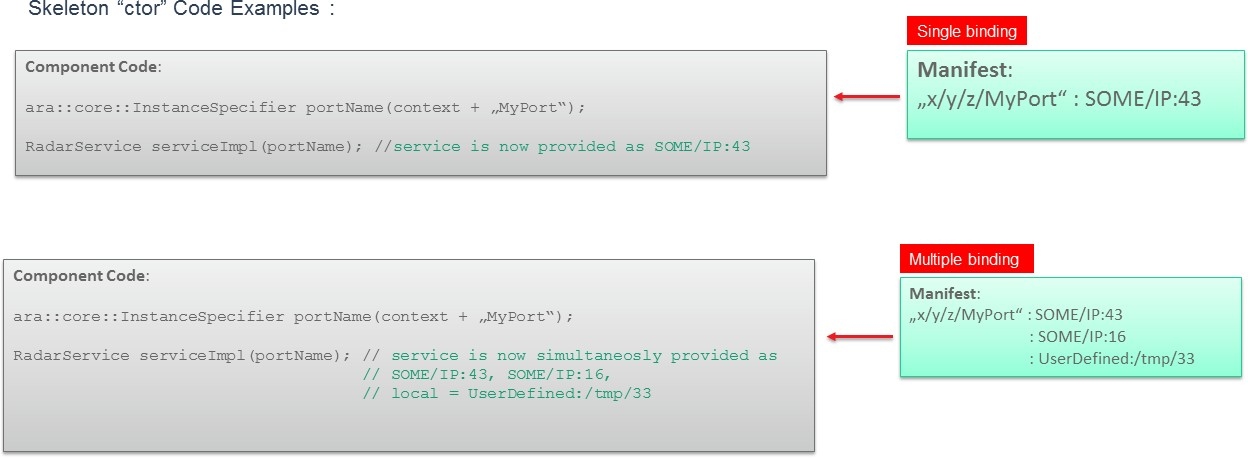 Skeleton “ctor” Code Examples :
Single binding
Component Code:
ara::core::InstanceSpecifier portName(context + „MyPort“);
RadarService serviceImpl(portName); //service is now provided as SOME/IP:43
Manifest:
„x/y/z/MyPort“ : SOME/IP:43
Multiple binding
Component Code:
ara::core::InstanceSpecifier portName(context + „MyPort“);
RadarService serviceImpl(portName); // service is now simultaneosly provided as
// SOME/IP:43, SOME/IP:16,
// local = UserDefined:/tmp/33
Manifest:
„x/y/z/MyPort“ : SOME/IP:43
: SOME/IP:16
: UserDefined:/tmp/33